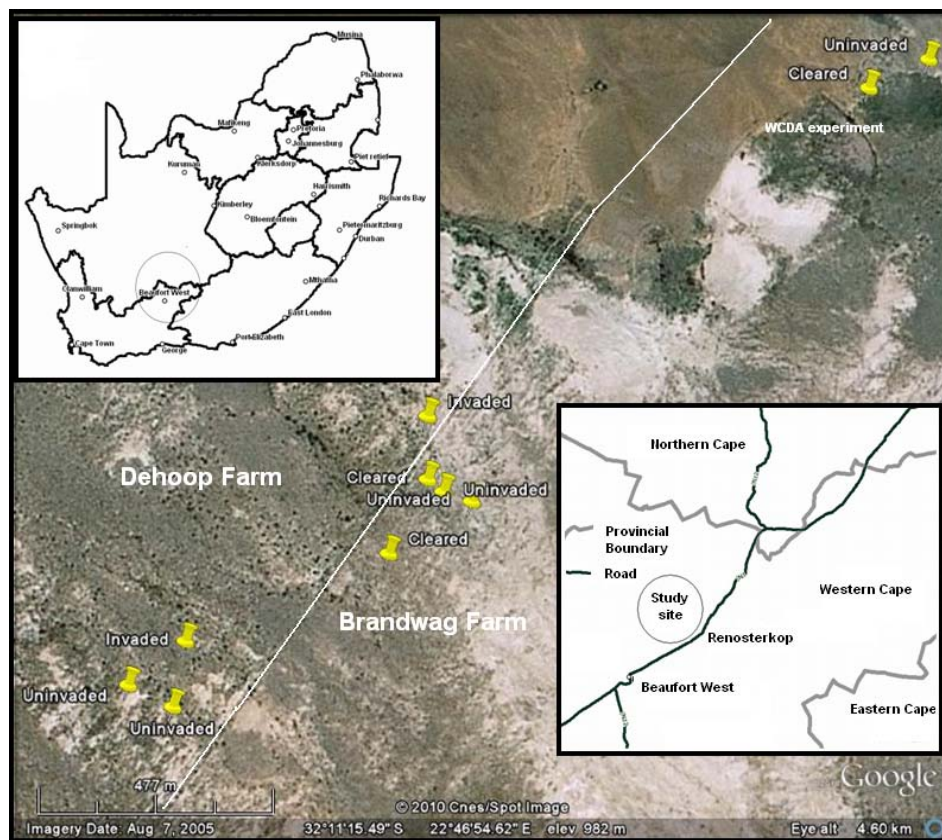 Musina
Phalaborwa
Mafikeng
Pretoria
Johannesburg
Piet retief
Kuruman
Klerksdorp
Harrismith
Kimberley
Richards Bay
Bloemfontein
Springbok
Pietermaritzburg
Durban
Clanwilliam
Beaufort West
Mthatha
East London
Cape Town
George
Port Elizabeth
Uninvaded
Cleared
WCDA experiment
Invaded
Dehoop Farm
Cleared
Uninvaded
Uninvaded
Cleared
Brandwag Farm
Invaded
Uninvaded
Uninvaded
Northern Cape
Provincial
Boundary
Road
Study
site
Western Cape
Renosterkop
Beaufort West
Eastern Cape
477 m
Google
© 2010 Cnes/Spot Image
Imagery Date: Aug 7, 2005 32°11'15.49" S 22°46'54.62" E elev 982 m Eye alt 4.60 km